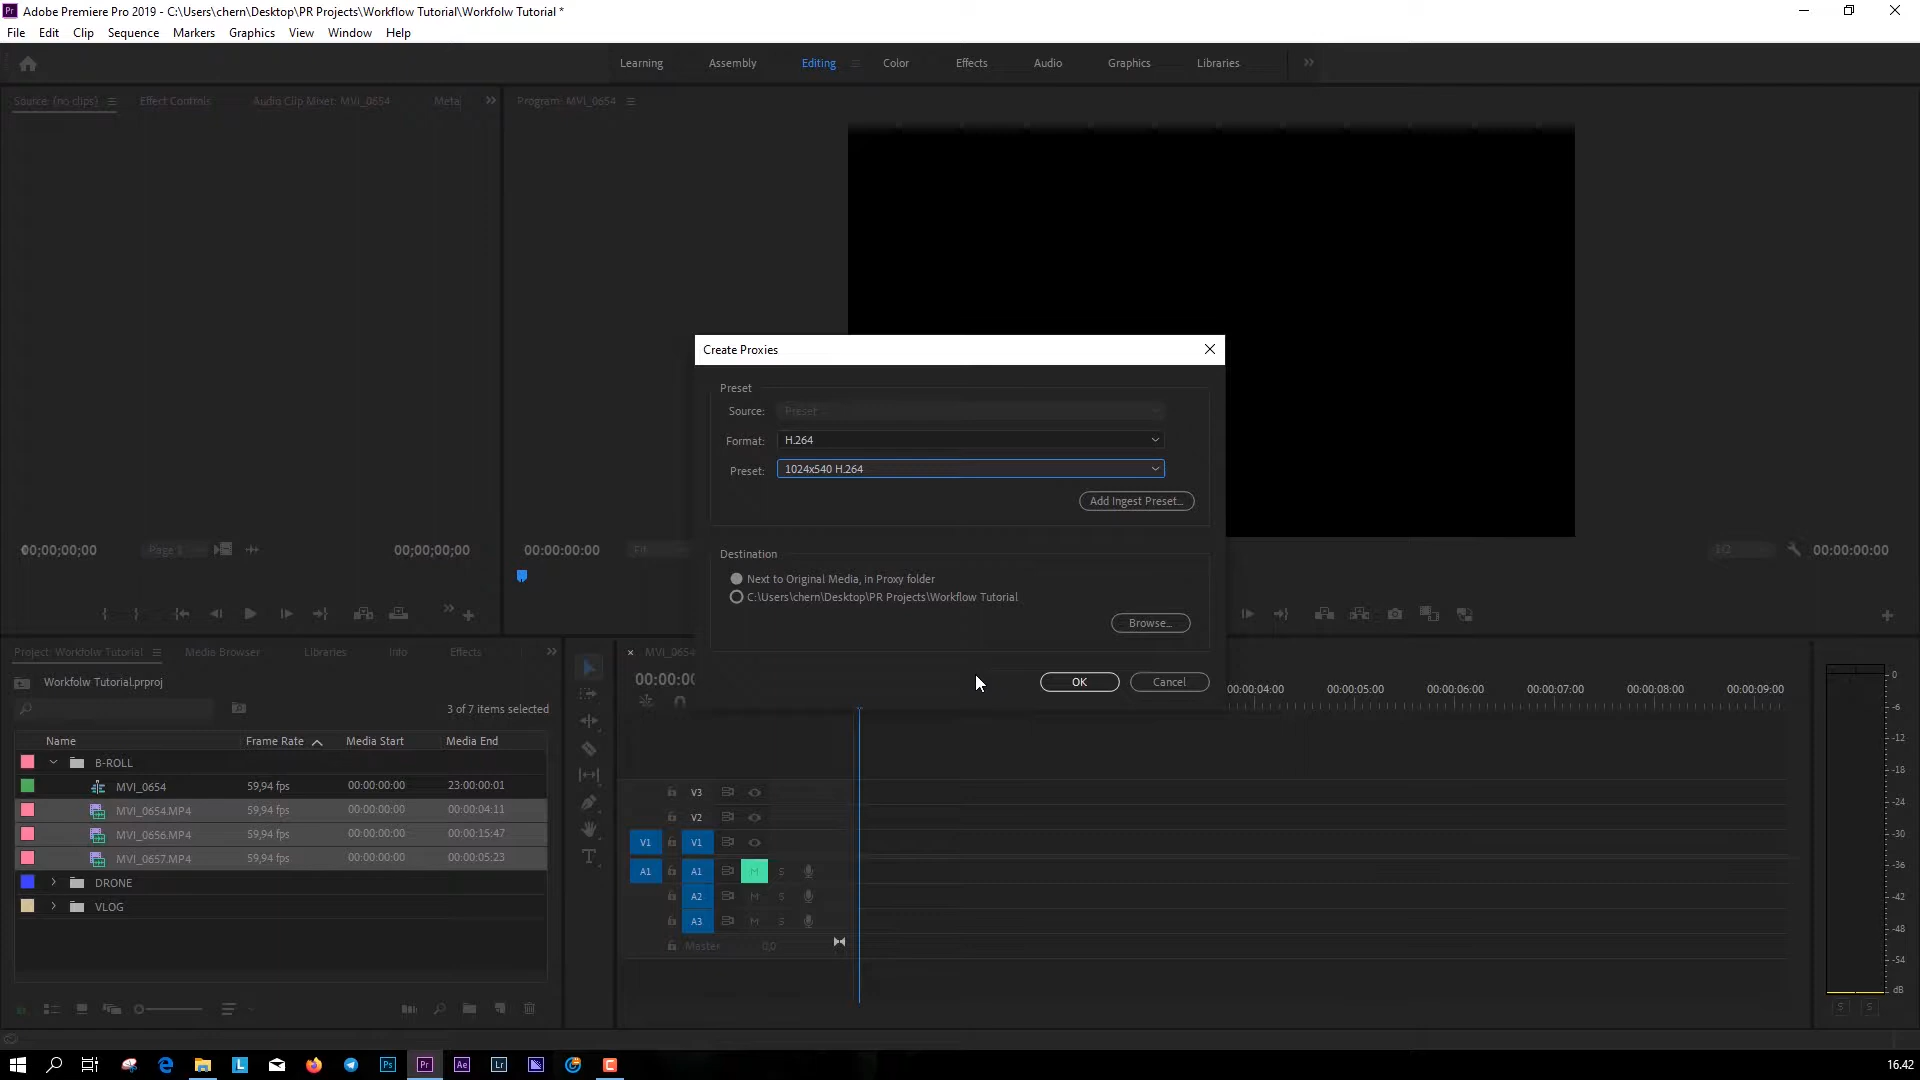 Adobe Premiere Pro 2019 - C:\Users\chern\Desktop\PR Projects\Workflow Tutorial\Workfolw Tutorial *
File Edit Clip Sequence Markers Graphics View Window Help
Learning Assembly Editing Color Effects Audio Graphics Libraries
Source: (no clips) Effect Controls Audio Clip Mixer: MVI_0654 Meta
Program: MVI_0654
Create Proxies
Preset
Source: Preset
Format: H.264
Preset: 1024x540 H.264
Add Ingest Preset...
Destination
Next to Original Media, in Proxy folder
C:\Users\chern\Desktop\PR Projects\Workflow Tutorial
Browse...
OK Cancel
00;00;00;00 Page 1 00;00;00;00
00:00:00:00 Fit 1/2 00:00:00:00
Project: Workfolw Tutorial Media Browser Libraries Info Effects
Workfolw Tutorial.prproj
3 of 7 items selected
Name Frame Rate Media Start Media End
B-ROLL
MVI_0654 59,94 fps 00:00:00:00 23:00:00:01
MVI_0654.MP4 59,94 fps 00:00:00:00 00:00:04:11
MVI_0656.MP4 59,94 fps 00:00:00:00 00:00:15:47
MVI_0657.MP4 59,94 fps 00:00:00:00 00:00:05:23
DRONE
VLOG
MVI_0654
00:00:00
00:00:04:00 00:00:05:00 00:00:06:00 00:00:07:00 00:00:08:00 00:00:09:00
V3
V2
V1 V1
A1 A1 M S
A2 M S
A3 M S
Master 0,0
0
-6
-12
-18
-24
-30
-36
-42
-48
-54
dB
S S
L Ps Pr Ae Lr C
16.42